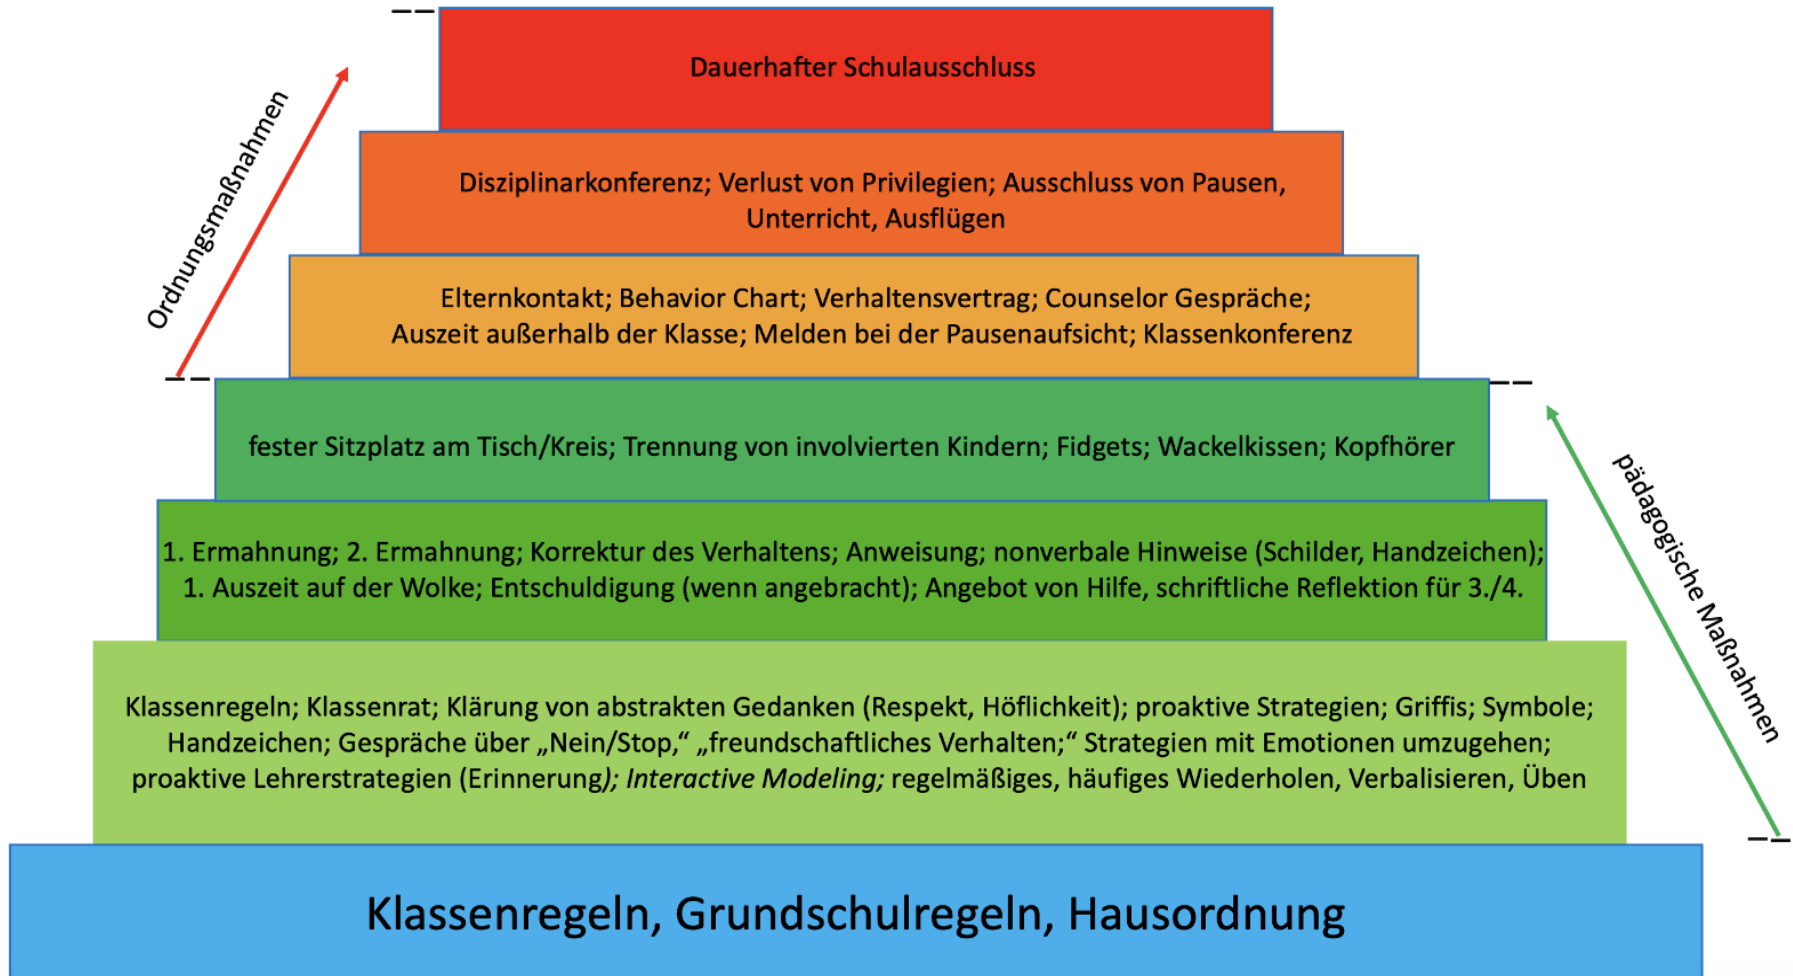 Dauerhafter Schulausschluss
Ordnungsmaßnahmen
Disziplinarkonferenz; Verlust von Privilegien; Ausschluss von Pausen,
Unterricht, Ausflügen
Elternkontakt; Behavior Chart; Verhaltensvertrag; Counselor Gespräche;
Auszeit außerhalb der Klasse; Melden bei der Pausenaufsicht; Klassenkonferenz
fester Sitzplatz am Tisch/Kreis; Trennung von involvierten Kindern; Fidgets; Wackelkissen; Kopfhörer
pädagogische Maßnahmen
1. Ermahnung; 2. Ermahnung; Korrektur des Verhaltens; Anweisung; nonverbale Hinweise (Schilder, Handzeichen);
1. Auszeit auf der Wolke; Entschuldigung (wenn angebracht); Angebot von Hilfe, schriftliche Reflektion für 3./4.
Klassenregeln; Klassenrat; Klärung von abstrakten Gedanken (Respekt, Höflichkeit); proaktive Strategien; Griffis; Symbole;
Handzeichen; Gespräche über „Nein/Stop,“ „freundschaftliches Verhalten;“ Strategien mit Emotionen umzugehen;
proaktive Lehrerstrategien (Erinnerung); Interactive Modeling; regelmäßiges, häufiges Wiederholen, Verbalisieren, Üben
Klassenregeln, Grundschulregeln, Hausordnung